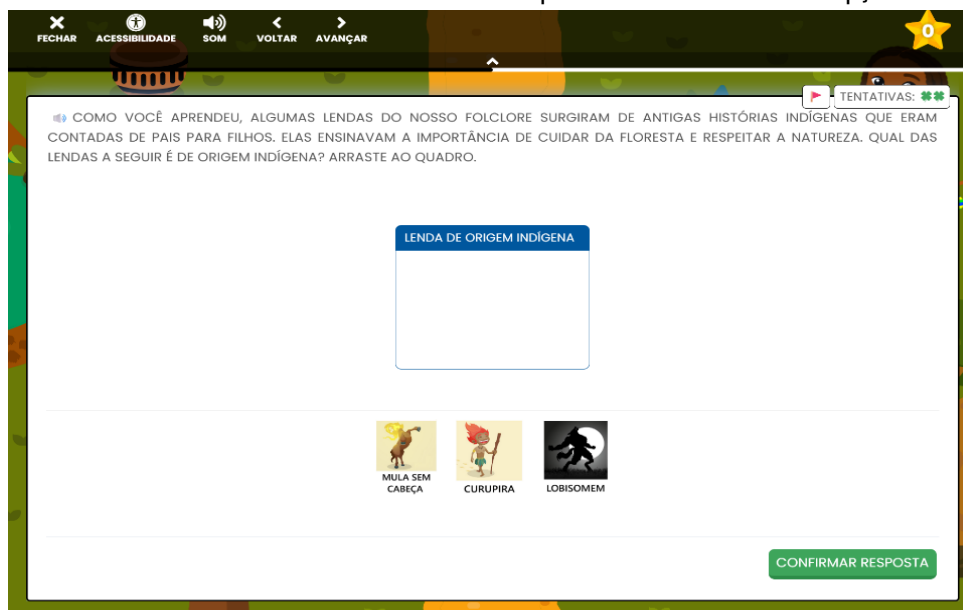 FECHAR ACESSIBILIDADE SOM VOLTAR AVANÇAR
0
TENTATIVAS:
COMO VOCÊ APRENDEU, ALGUMAS LENDAS DO NOSSO FOLCLORE SURGIRAM DE ANTIGAS HISTÓRIAS INDÍGENAS QUE ERAM
CONTADAS DE PAIS PARA FILHOS. ELAS ENSINAVAM A IMPORTÂNCIA DE CUIDAR DA FLORESTA E RESPEITAR A NATUREZA. QUAL DAS
LENDAS A SEGUIR É DE ORIGEM INDÍGENA? ARRASTE AO QUADRO.
LENDA DE ORIGEM INDÍGENA
MULA SEM
CABEÇA
CURUPIRA
LOBISOMEM
CONFIRMAR RESPOSTA